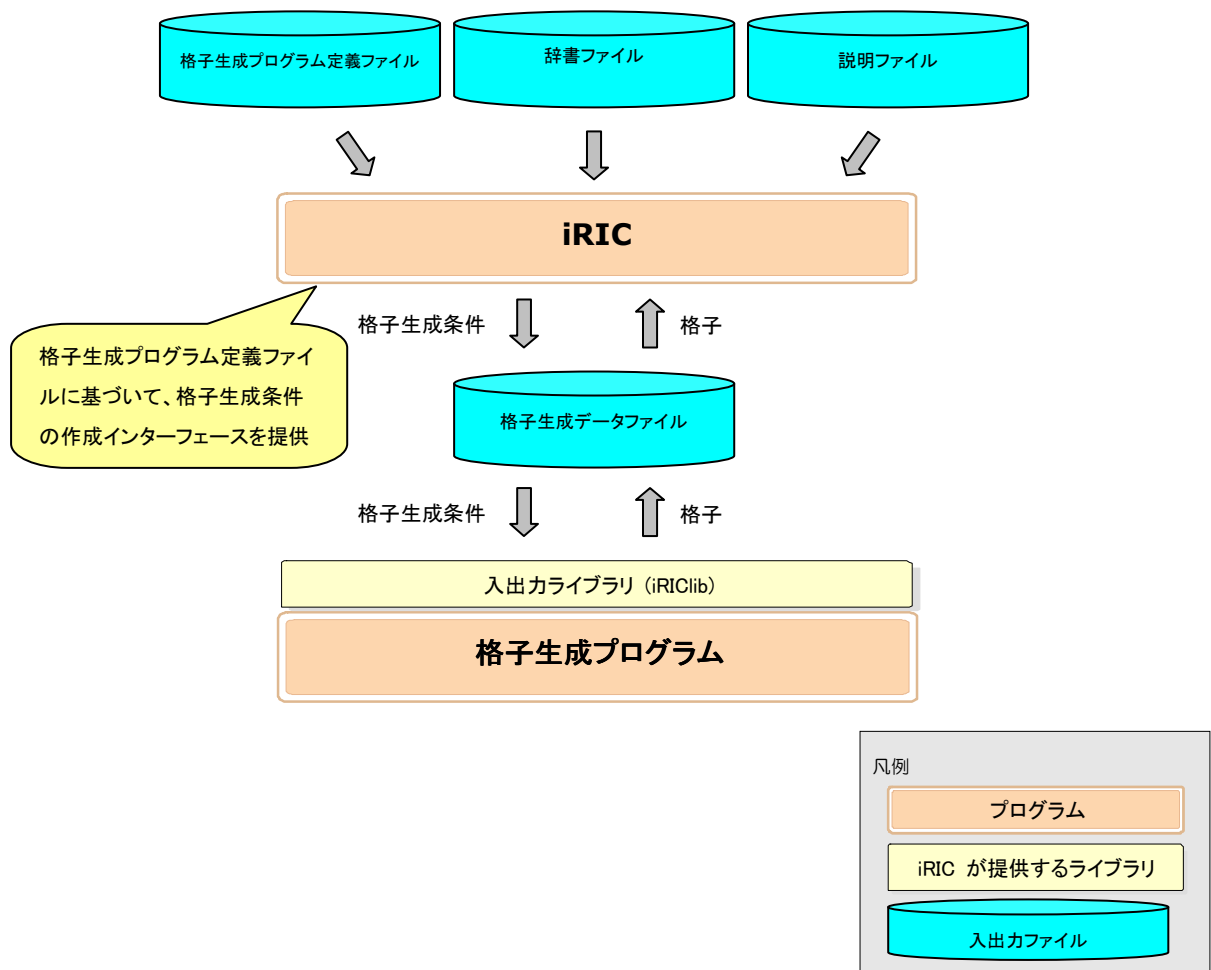 格子生成プログラム定義ファイル
辞書ファイル
説明ファイル
iRIC
格子生成条件
格子
格子生成プログラム定義ファイ
ルに基づいて、格子生成条件
の作成インターフェースを提供
格子生成データファイル
格子生成条件
格子
入出力ライブラリ (iRIClib)
格子生成プログラム
凡例
プログラム
iRIC が提供するライブラリ
入出力ファイル